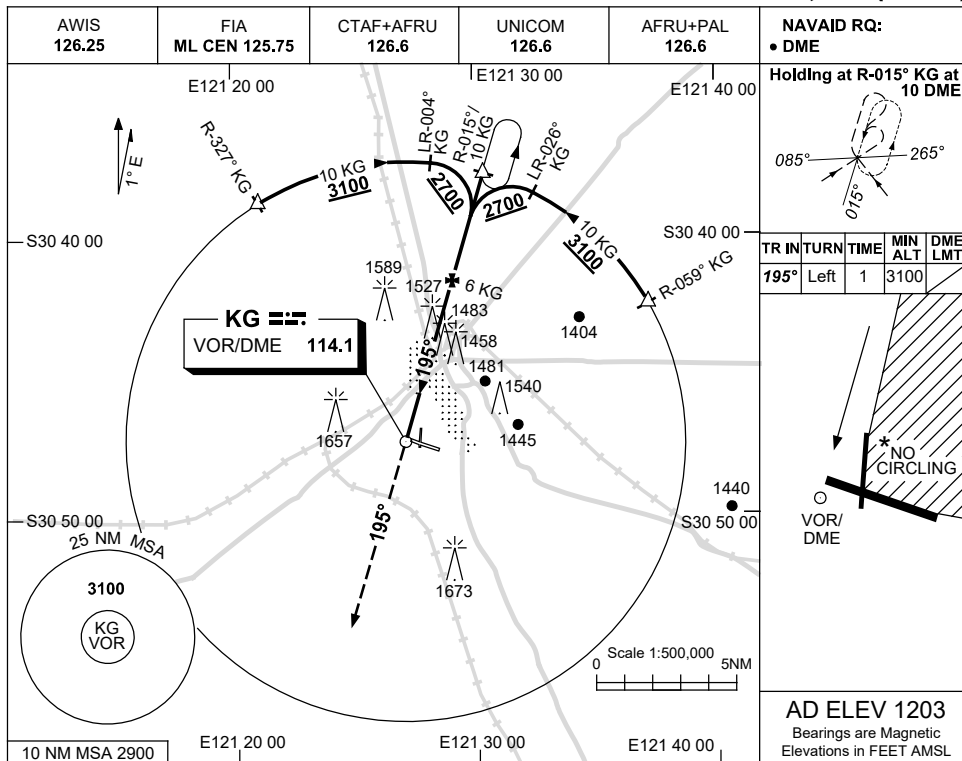 AWIS
126.25
FIA
ML CEN 125.75
CTAF+AFRU
126.6
UNICOM
126.6
AFRU+PAL
126.6
NAVAID RQ:
• DME
E121 20 00
E121 30 00
E121 40 00
Holding at R-015° KG at
10 DME
085°
265°
015°
1° E
R-327° KG
10 KG
3100
LR-004°
KG
2700
R-015°/
10 KG
LR-026°
KG
2700
10 KG
3100
R-059° KG
S30 40 00
S30 40 00
TR IN TURN TIME MIN ALT DME LMT
195° Left 1 3100
6 KG
1589
1527
1483
1458
1404
KG
VOR/DME 114.1
195°
1481
1540
1445
1657
1440
*NO
CIRCLING
VOR/
DME
S30 50 00
S30 50 00
195°
25 NM MSA
3100
KG
VOR
1673
Scale 1:500,000
0 5NM
10 NM MSA 2900
E121 20 00
E121 30 00
E121 40 00
AD ELEV 1203
Bearings are Magnetic
Elevations in FEET AMSL